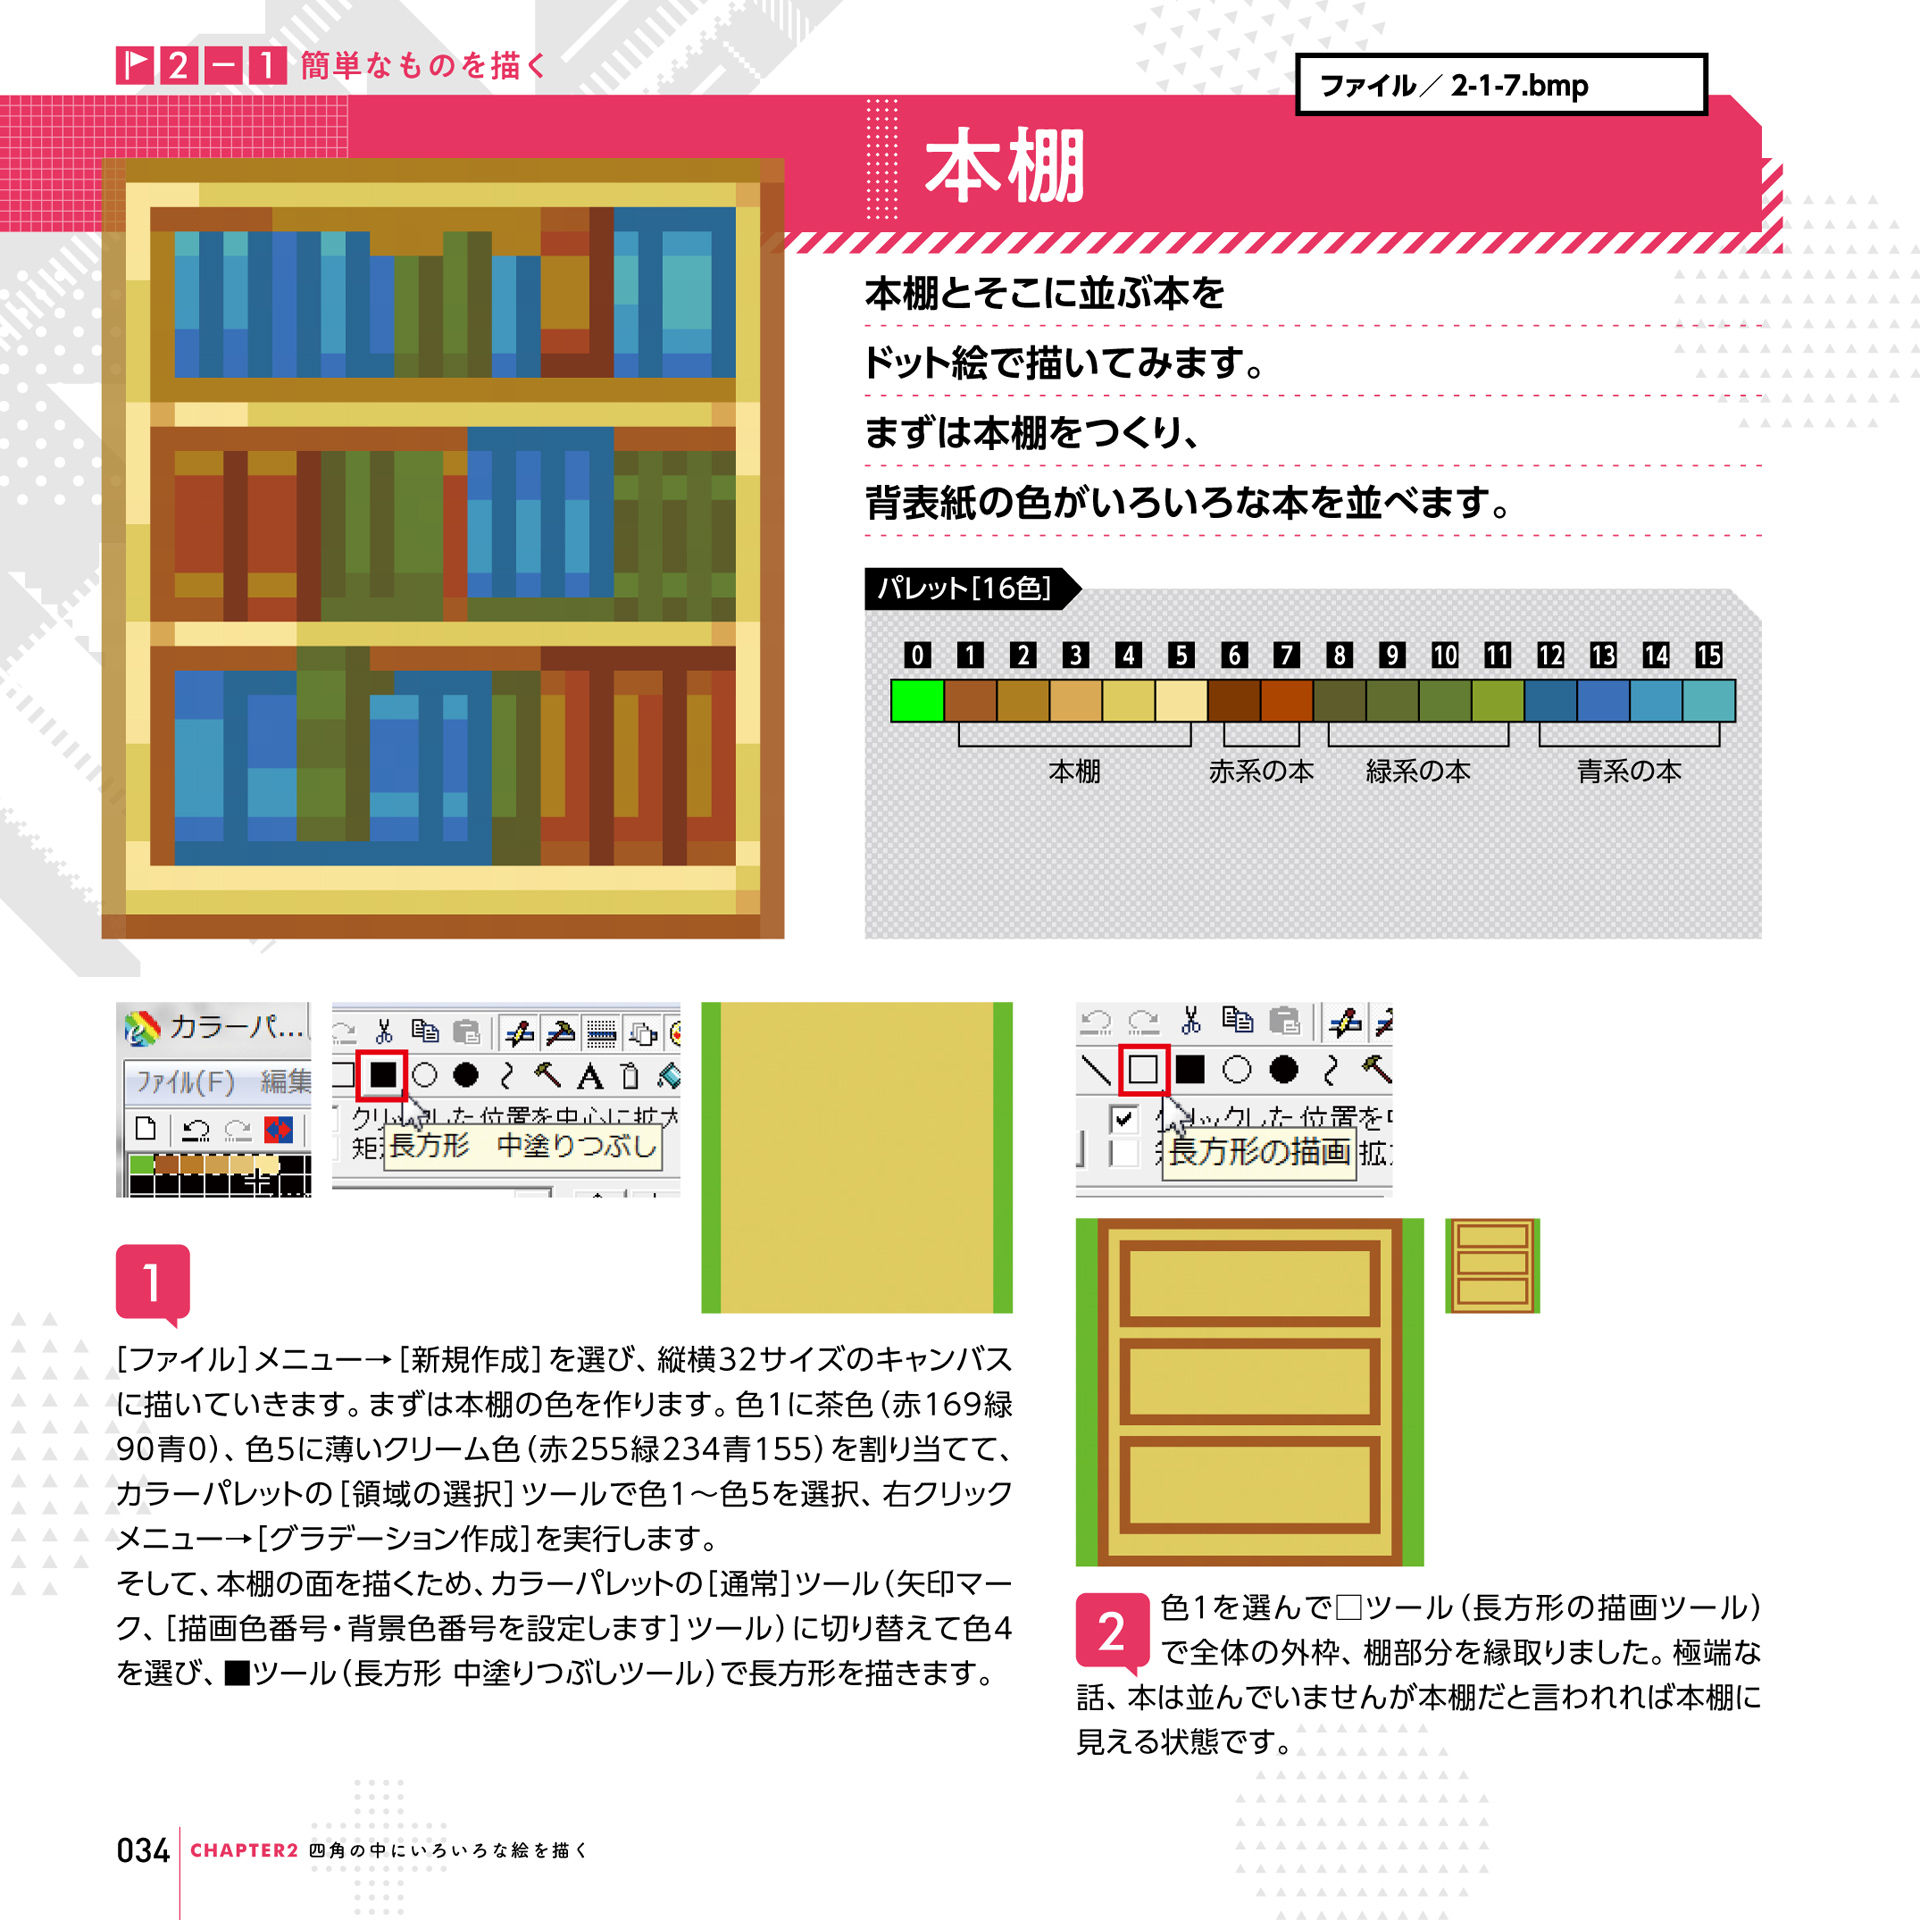 2-1 簡単なものを描く
ファイル／ 2-1-7.bmp
本棚
本棚とそこに並ぶ本を
ドット絵で描いてみます。
まずは本棚をつくり、
背表紙の色がいろいろな本を並べます。
パレット[16色]
0 1 2 3 4 5 6 7 8 9 10 11 12 13 14 15
本棚 赤系の本 緑系の本 青系の本
カラーパ...
ファイル(F) 編集
A
クリックした位置を中心に拡大
矩
長方形 中塗りつぶし
クリックした位置を
長方形の描画
拡
1
[ファイル]メニュー→[新規作成]を選び、縦横32サイズのキャンバス
に描いていきます。まずは本棚の色を作ります。色1に茶色（赤169緑
90青0）、色5に薄いクリーム色（赤255緑234青155）を割り当てて、
カラーパレットの[領域の選択]ツールで色1～色5を選択、右クリック
メニュー→[グラデーション作成]を実行します。
そして、本棚の面を描くため、カラーパレットの[通常]ツール（矢印マー
ク、[描画色番号・背景色番号を設定します]ツール）に切り替えて色4
を選び、■ツール（長方形 中塗りつぶしツール）で長方形を描きます。
2
色1を選んで□ツール（長方形の描画ツール）
で全体の外枠、棚部分を縁取りました。極端な
話、本は並んでいませんが本棚だと言われれば本棚に
見える状態です。
034 CHAPTER2 四角の中にいろいろな絵を描く